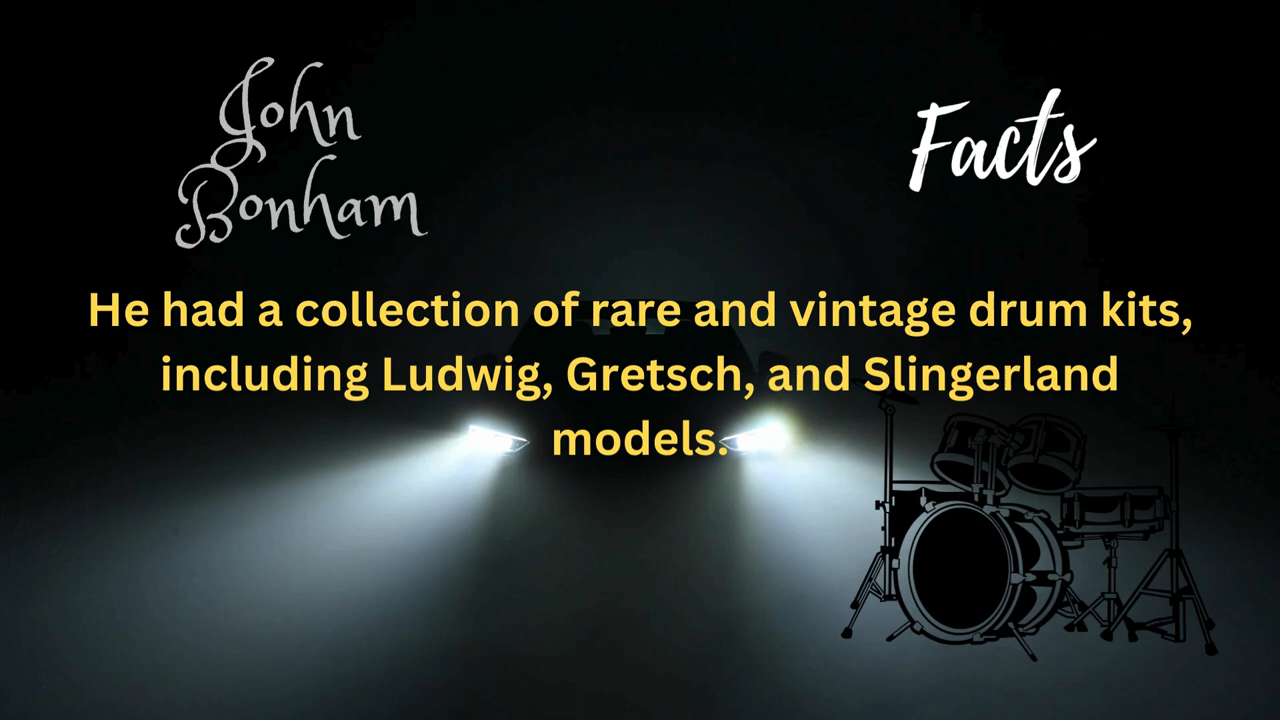 John
Bonham
Facts
He had a collection of rare and vintage drum kits,
including Ludwig, Gretsch, and Slingerland
models.